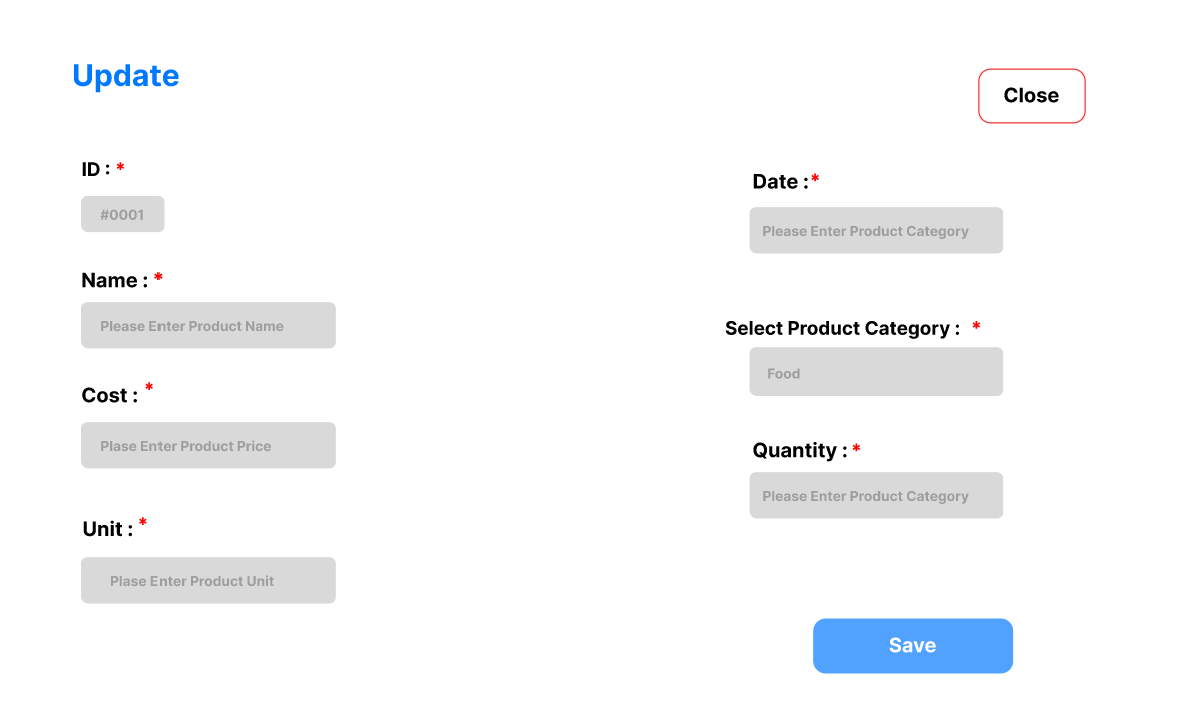 Update
Close
ID : *
#0001
Name : *
Please Enter Product Name
Cost : *
Plase Enter Product Price
Unit : *
Plase Enter Product Unit
Date :*
Please Enter Product Category
Select Product Category : *
Food
Quantity : *
Please Enter Product Category
Save